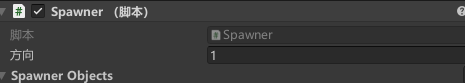 Spawner （脚本）
脚本 Spawner
方向 1
Spawner Objects